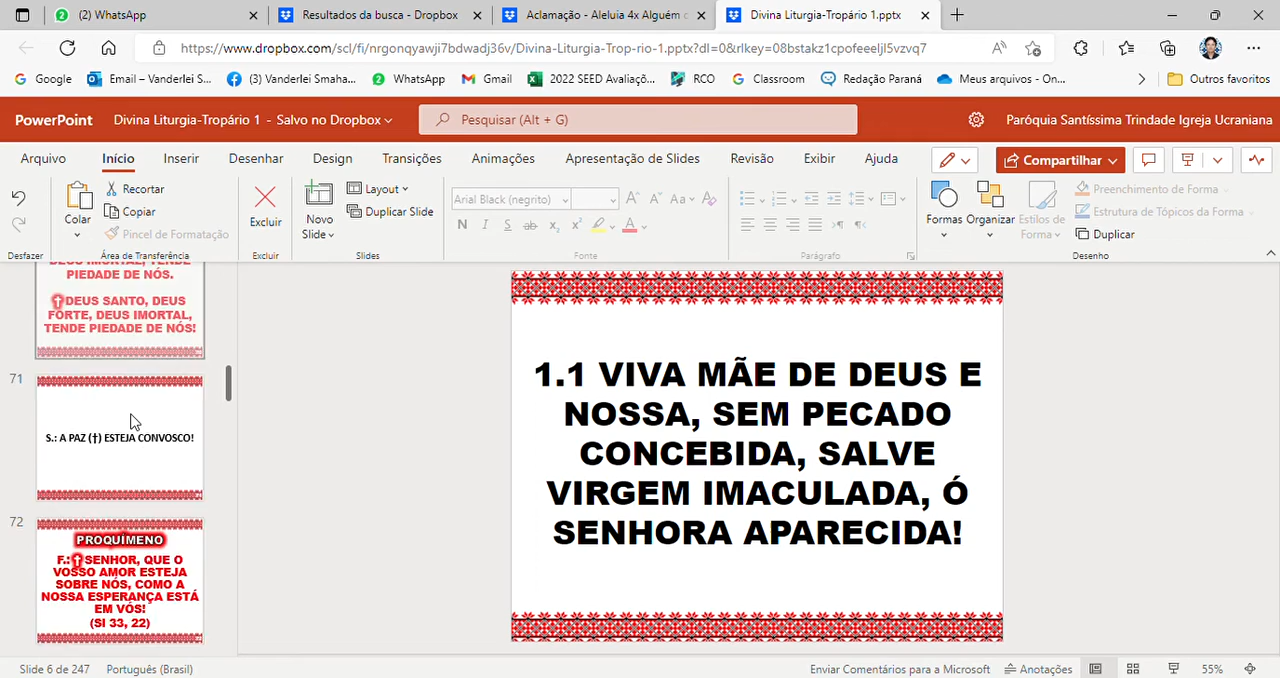 (2) WhatsApp
Resultados da busca - Dropbox
Aclamação - Aleluia 4x Alguém c
Divina Liturgia-Tropário 1.pptx
https://www.dropbox.com/scl/fi/nrgonqyawji7bdwadj36v/Divina-Liturgia-Trop-rio-1.pptx?dl=0&rlkey=08bstakz1cpofeeeljl5vzvq7
Google
Email – Vanderlei S...
(3) Vanderlei Smaha...
WhatsApp
Gmail
2022 SEED Avaliaçõ...
RCO
Classroom
Redação Paraná
Meus arquivos - On...
Outros favoritos
PowerPoint
Divina Liturgia-Tropário 1 - Salvo no Dropbox
Pesquisar (Alt + G)
Paróquia Santíssima Trindade Igreja Ucraniana
Arquivo
Início
Inserir
Desenhar
Design
Transições
Animações
Apresentação de Slides
Revisão
Exibir
Ajuda
Compartilhar
Desfazer
Colar
Recortar
Copiar
Pincel de Formatação
Área de Transferência
Excluir
Excluir
Novo
Slide
Layout
Duplicar Slide
Slides
Arial Black (negrito)
Fonte
Parágrafo
Formas
Organizar
Estilos de
Forma
Preenchimento de Forma
Estrutura de Tópicos da Forma
Duplicar
Desenho
DEUS IMORTAL, TENDE
PIEDADE DE NÓS.
DEUS SANTO, DEUS
FORTE, DEUS IMORTAL,
TENDE PIEDADE DE NÓS!
71
S.: A PAZ (†) ESTEJA CONVOSCO!
72
PROQUÍMENO
F.: SENHOR, QUE O
VOSSO AMOR ESTEJA
SOBRE NÓS, COMO A
NOSSA ESPERANÇA ESTÁ
EM VÓS!
(Sl 33, 22)
1.1 VIVA MÃE DE DEUS E
NOSSA, SEM PECADO
CONCEBIDA, SALVE
VIRGEM IMACULADA, Ó
SENHORA APARECIDA!
Slide 6 de 247
Português (Brasil)
Enviar Comentários para a Microsoft
Anotações
55%